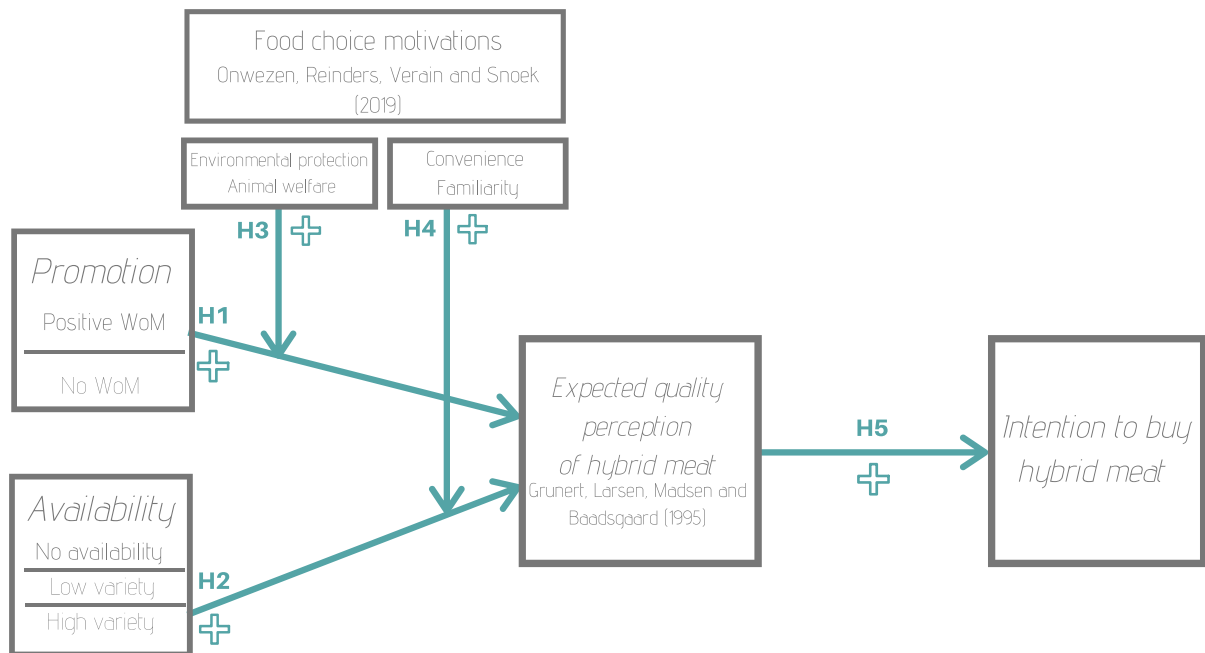 Food choice motivations
Onwezen, Reinders, Verain and Snoek
(2019)
Environmental protection
Animal welfare
Convenience
Familiarity
H3
H4
Promotion
Positive WoM
No WoM
H1
Expected quality
perception
of hybrid meat
Grunert, Larsen, Madsen and
Baadsgaard (1995)
H5
Intention to buy
hybrid meat
Availability
No availability
Low variety
High variety
H2